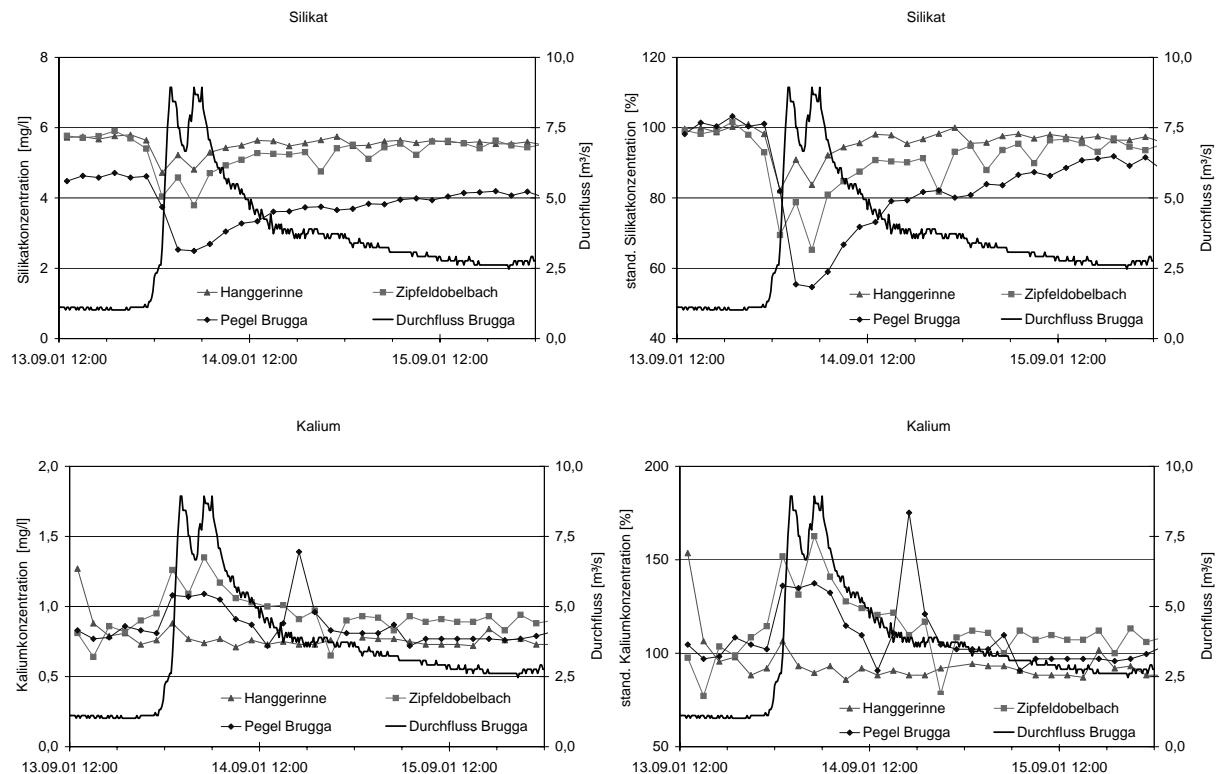 Silikat
8
6
4
2
0
Silikatkonzentration [mg/l]
10,0
7,5
5,0
2,5
0,0
Durchfluss [m³/s]
Hanggerinne
Zipfeldobelbach
Pegel Brugga
Durchfluss Brugga
13.09.01 12:00
14.09.01 12:00
15.09.01 12:00
Silikat
120
100
80
60
40
stand. Silikatkonzentration [%]
10,0
7,5
5,0
2,5
0,0
Durchfluss [m³/s]
Hanggerinne
Zipfeldobelbach
Pegel Brugga
Durchfluss Brugga
13.09.01 12:00
14.09.01 12:00
15.09.01 12:00
Kalium
2,0
1,5
1,0
0,5
0,0
Kaliumkonzentration [mg/l]
10,0
7,5
5,0
2,5
0,0
Durchfluss [m³/s]
Hanggerinne
Zipfeldobelbach
Pegel Brugga
Durchfluss Brugga
13.09.01 12:00
14.09.01 12:00
15.09.01 12:00
Kalium
200
150
100
50
stand. Kaliumkonzentration [%]
10,0
7,5
5,0
2,5
0,0
Durchfluss [m³/s]
Hanggerinne
Zipfeldobelbach
Pegel Brugga
Durchfluss Brugga
13.09.01 12:00
14.09.01 12:00
15.09.01 12:00